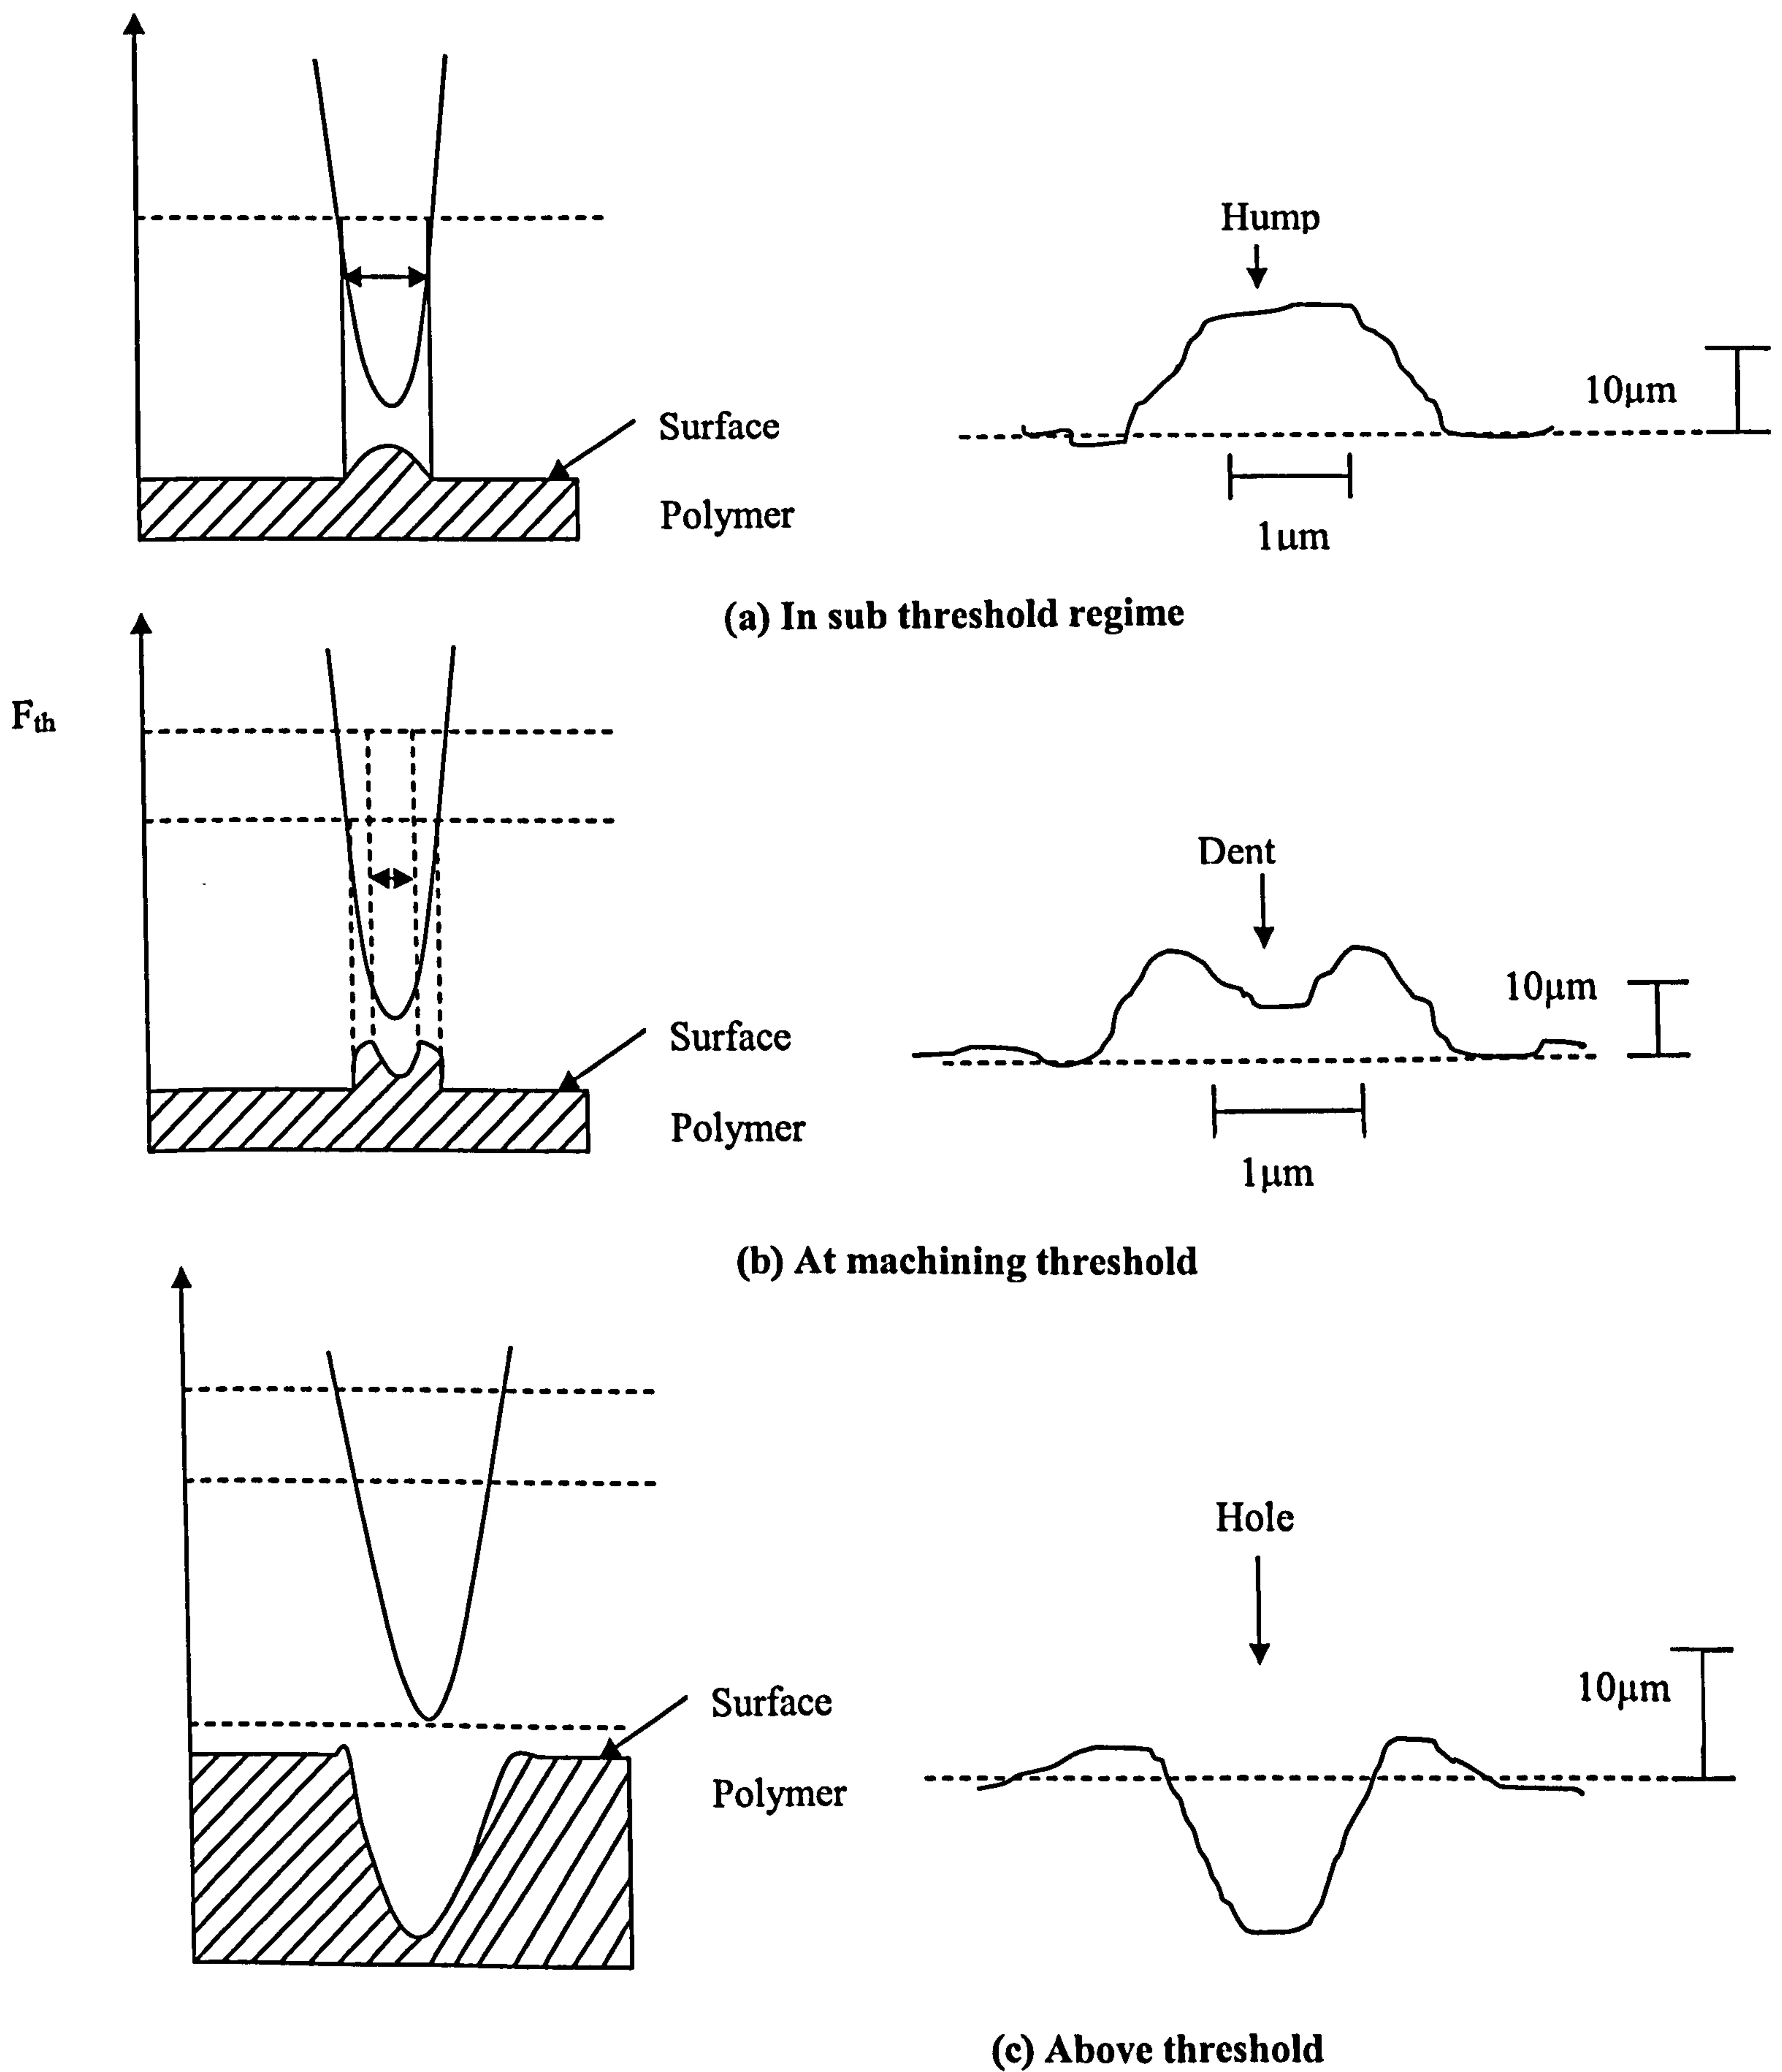 Hump
10μm
Surface
Polymer
1μm
(a) In sub threshold regime
Fth
Dent
10μm
Surface
Polymer
1μm
(b) At machining threshold
Hole
10μm
Surface
Polymer
(c) Above threshold